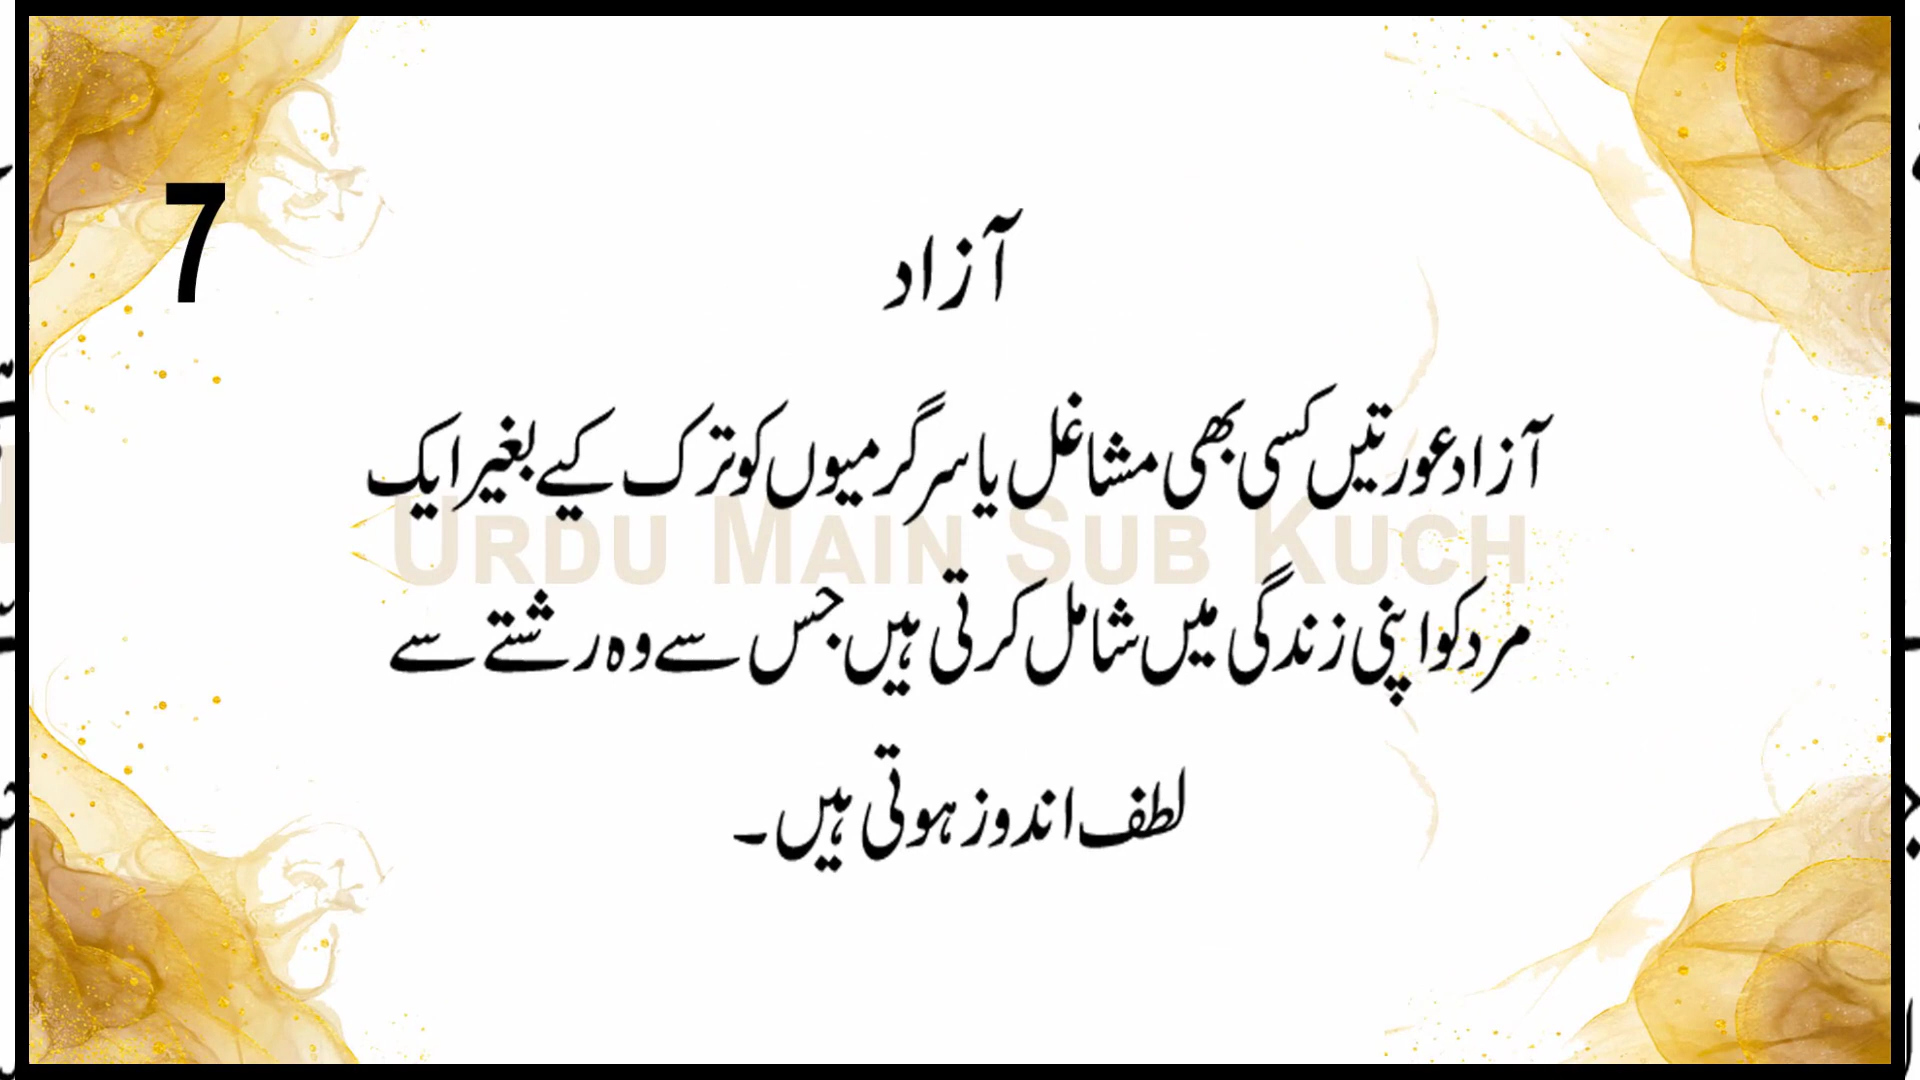 7
آزاد
آزاد عورتیں کسی بھی مشاغل یا سرگرمیوں کو ترک کیے بغیر ایک
URDU MAIN SUB KUCH
مرد کو اپنی زندگی میں شامل کرتی ہیں جس سے وہ رشتے سے
لطف اندوز ہوتی ہیں۔